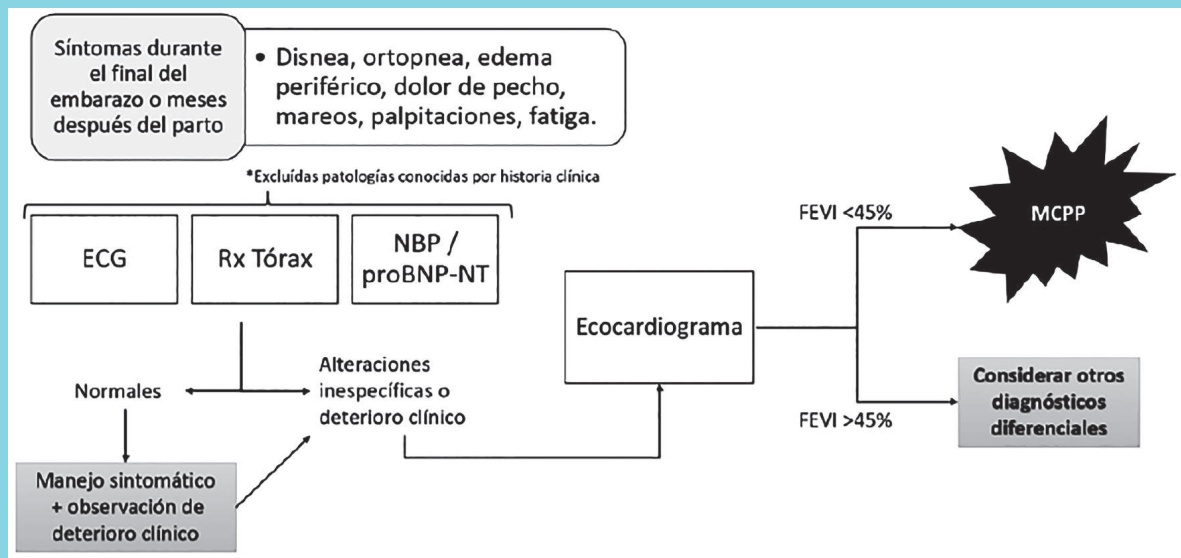 Síntomas durante
el final del
embarazo o meses
después del parto
• Disnea, ortopnea, edema
periférico, dolor de pecho,
mareos, palpitaciones, fatiga.
*Excluídas patologías conocidas por historia clínica
ECG
Rx Tórax
NBP /
proBNP-NT
Normales
Alteraciones
inespecíficas o
deterioro clínico
Manejo sintomático
+ observación de
deterioro clínico
Ecocardiograma
FEVI <45%
MCPP
FEVI >45%
Considerar otros
diagnósticos
diferenciales